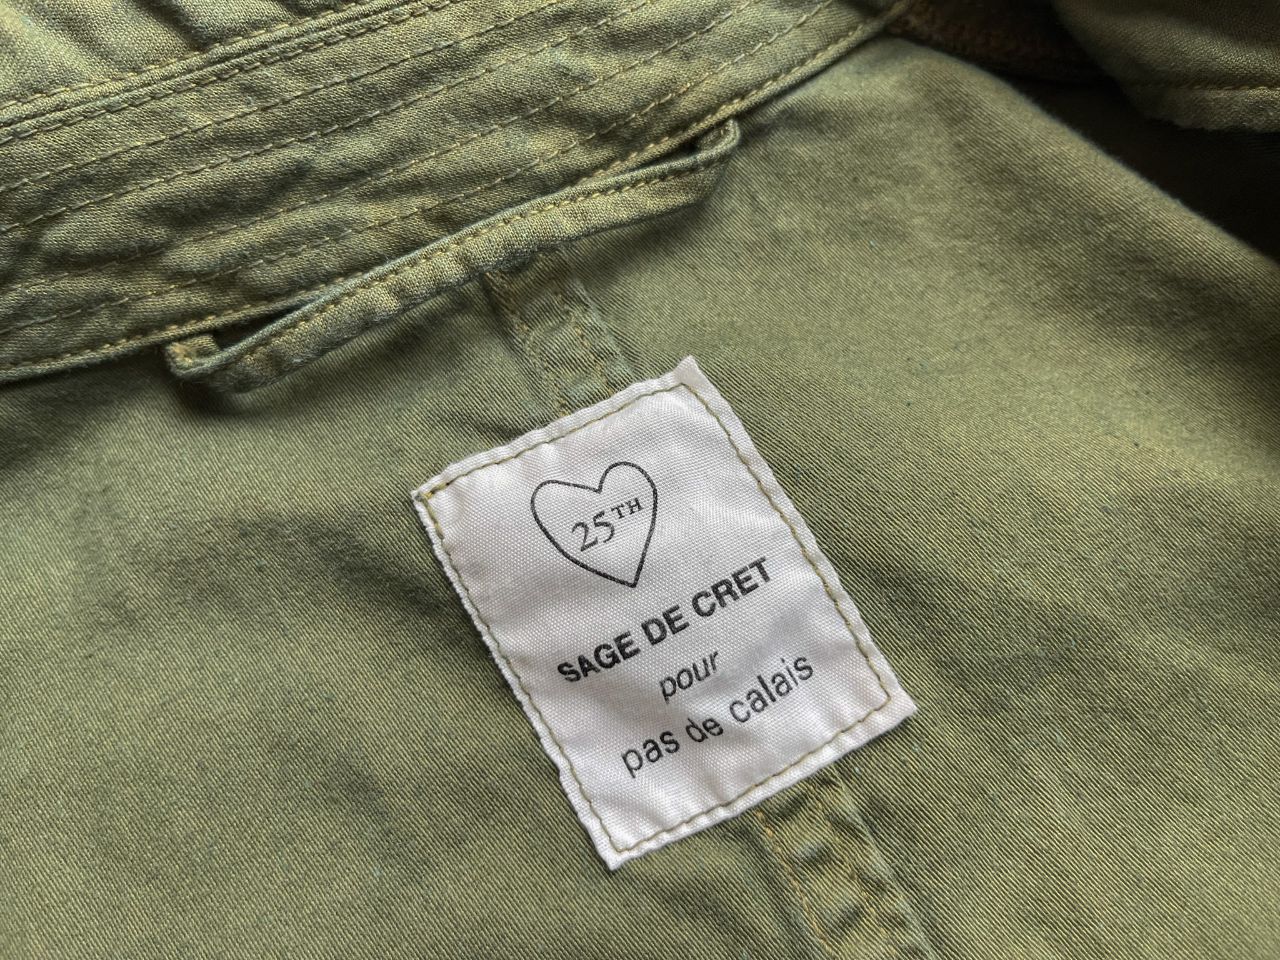 25TH
SAGE DE CRET
pour
pas de calais